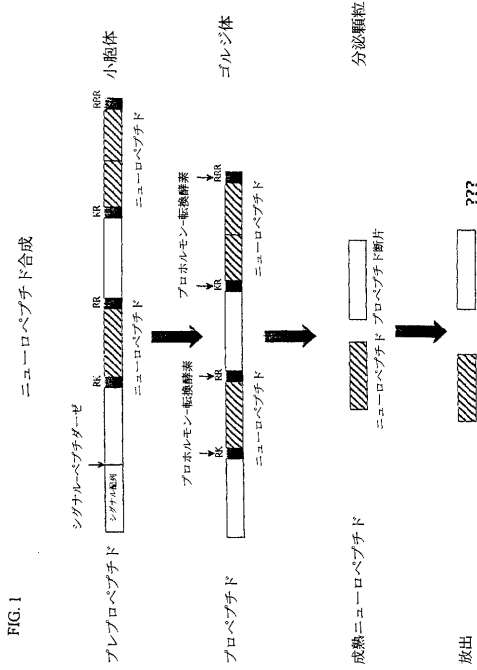 FIG. 1
ニューロペプチド合成
シグナル−ペプチダーゼ
プレプロペプチド
シグナル配列
RK
RR
KR
RRR
小胞体
ニューロペプチド
ニューロペプチド
プロホルモン−転換酵素
プロホルモン−転換酵素
プロペプチド
RK
RR
KR
RRR
ゴルジ体
ニューロペプチド
ニューロペプチド
成熟ニューロペプチド
ニューロペプチド
プロペプチド断片
分泌顆粒
放出
???